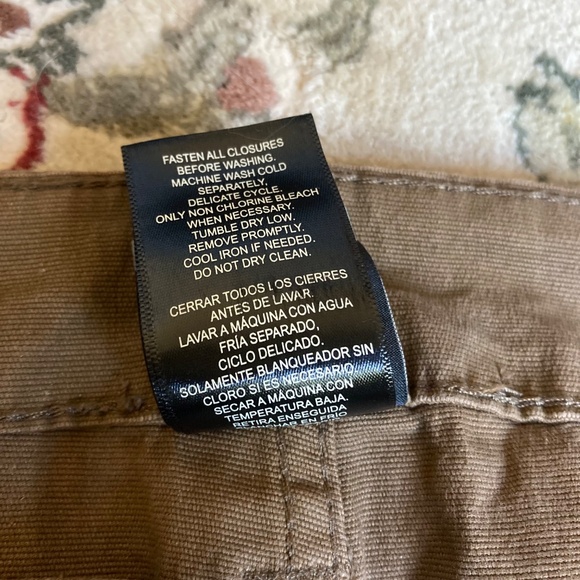 FASTEN ALL CLOSURES
BEFORE WASHING.
MACHINE WASH COLD
SEPARATELY.
DELICATE CYCLE.
ONLY NON CHLORINE BLEACH
WHEN NECESSARY.
TUMBLE DRY LOW.
REMOVE PROMPTLY.
COOL IRON IF NEEDED.
DO NOT DRY CLEAN.
CERRAR TODOS LOS CIERRES
ANTES DE LAVAR.
LAVAR A MÁQUINA CON AGUA
FRÍA SEPARADO,
CICLO DELICADO.
SOLAMENTE BLANQUEADOR SIN
CLORO SÍ ES NECESARIO
SECAR A MÁQUINA CON
TEMPERATURA BAJA.
RETIRA ENSEGUIDA
EN FRÍO